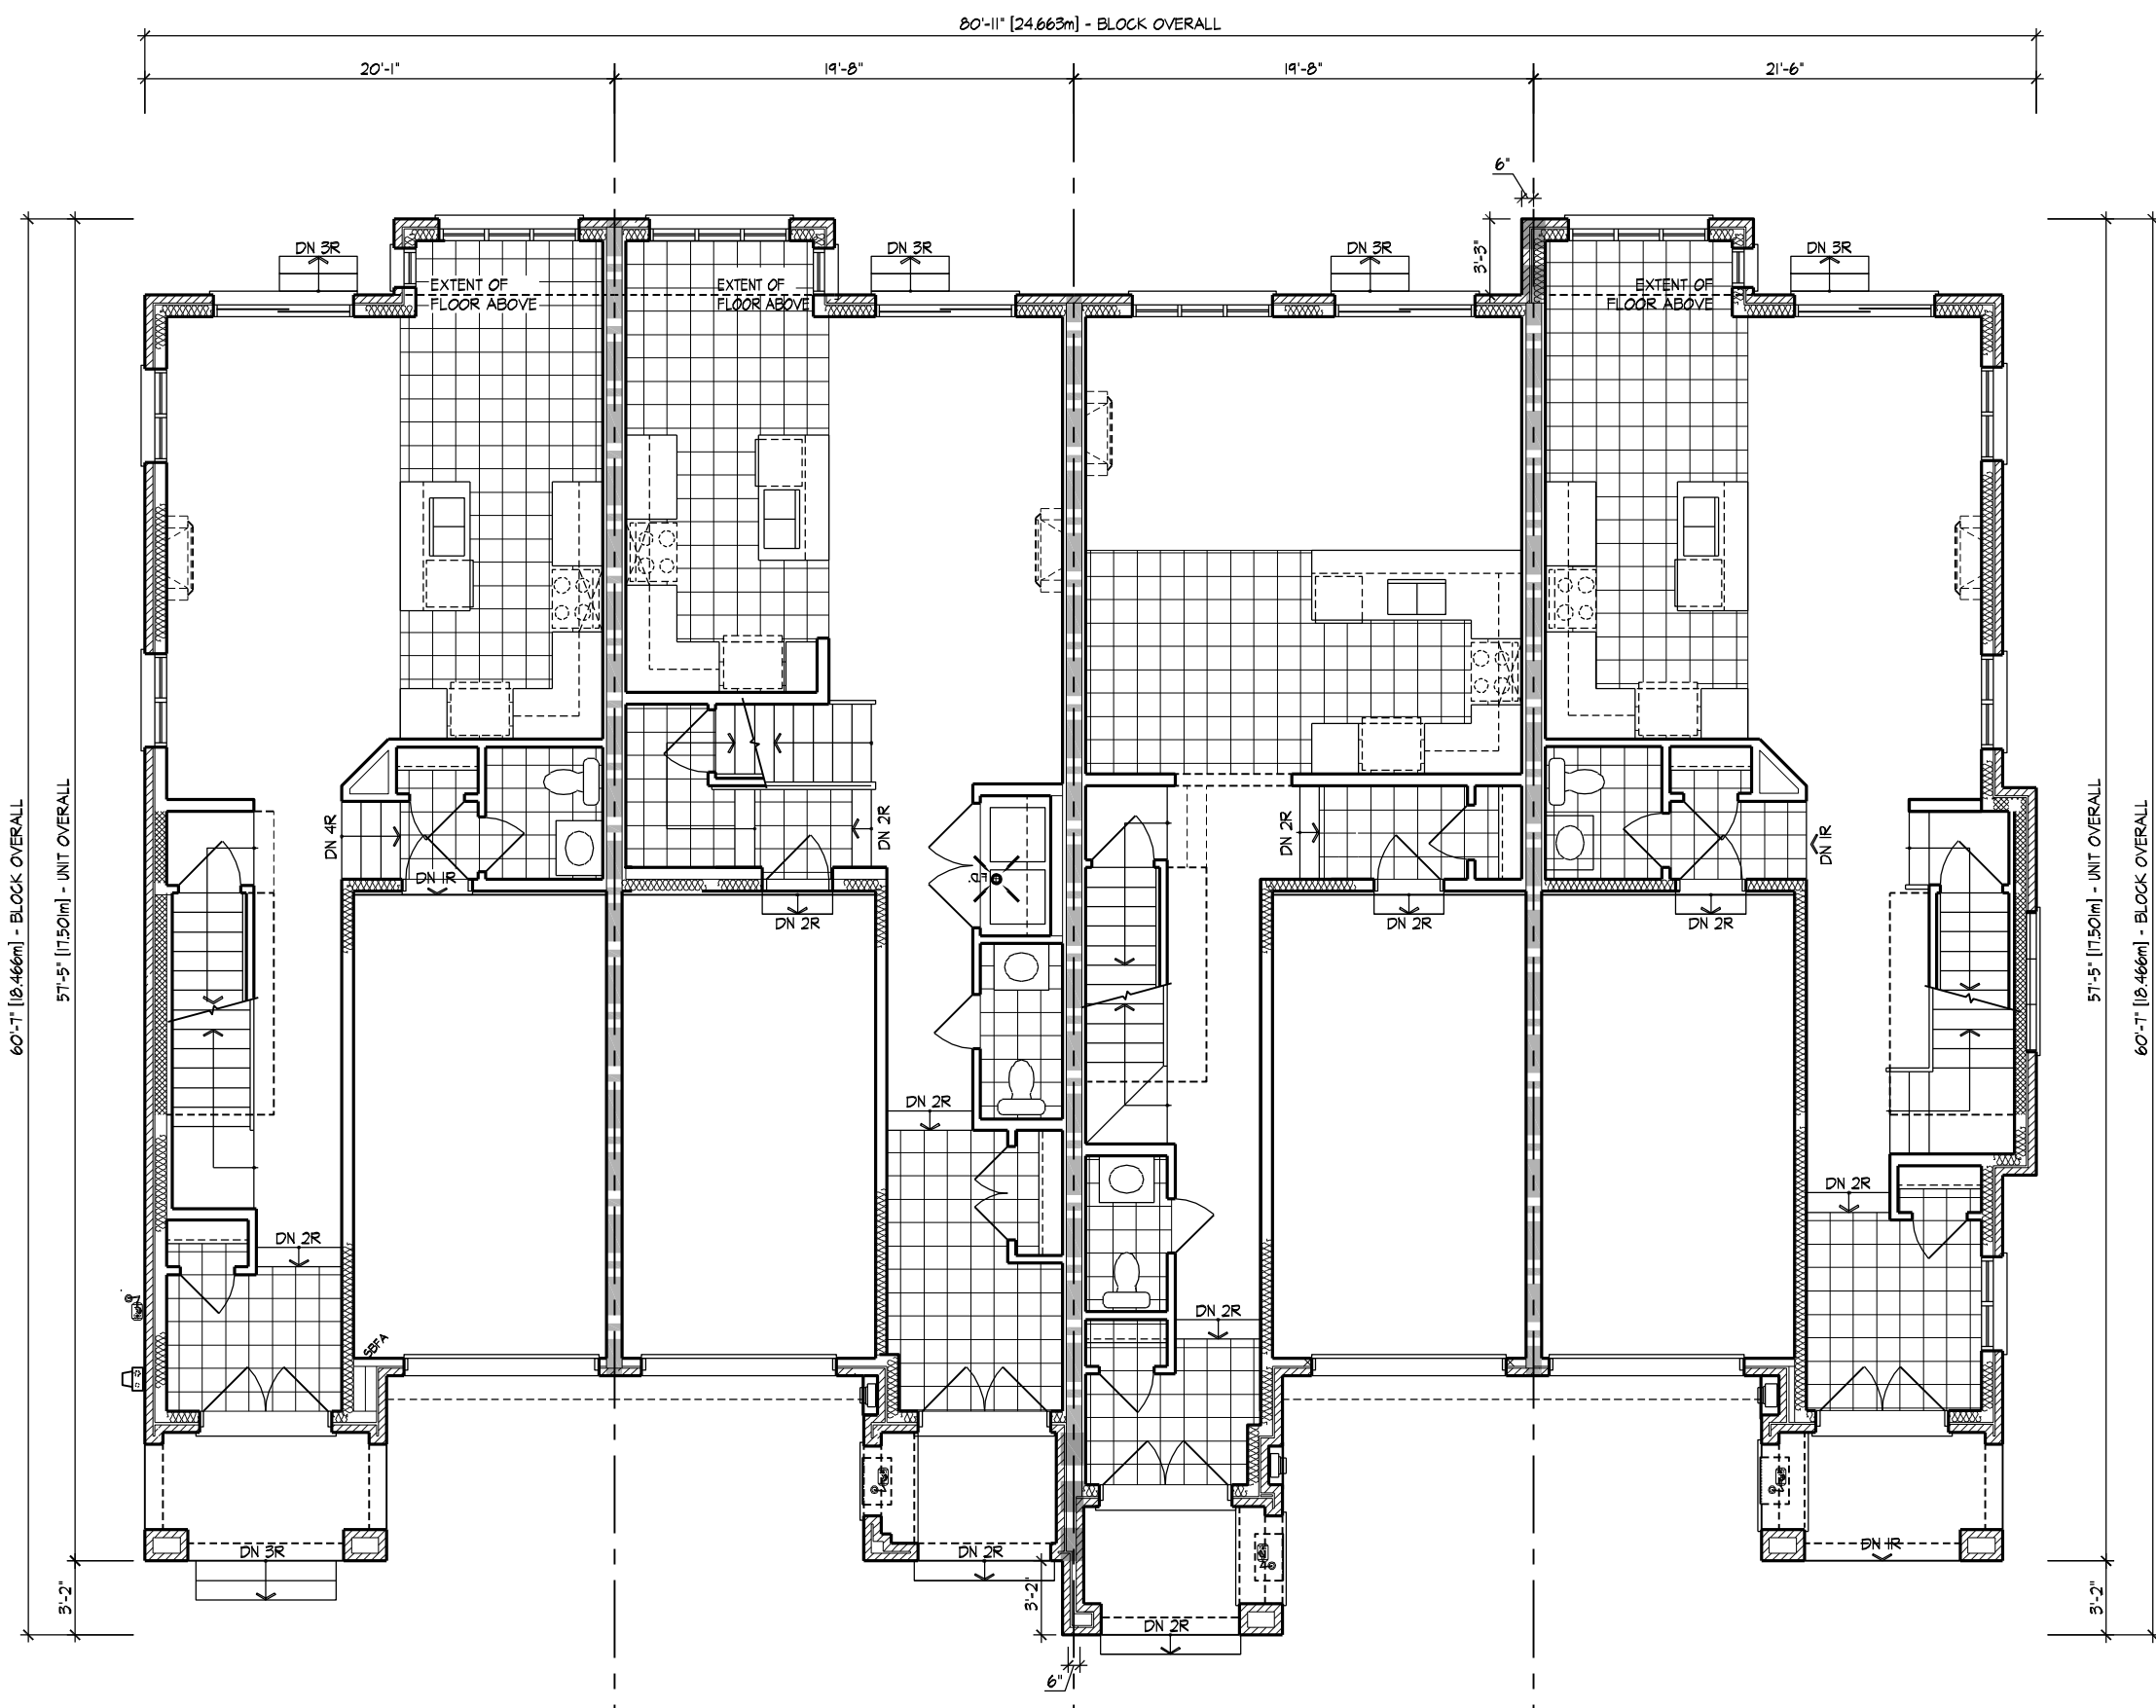 80'-11" [24.663m] - BLOCK OVERALL
20'-1"
19'-8"
19'-8"
21'-6"
6"
3'-3"
DN 3R
DN 3R
DN 3R
DN 3R
EXTENT OF
FLOOR ABOVE
EXTENT OF
FLOOR ABOVE
EXTENT OF
FLOOR ABOVE
60'-7" [18.466m] - BLOCK OVERALL
57'-5" [17.501m] - UNIT OVERALL
57'-5" [17.501m] - UNIT OVERALL
60'-7" [18.466m] - BLOCK OVERALL
DN 4R
DN 2R
DN 2R
DN 1R
DN 1R
F.D.
DN 2R
DN 2R
DN 2R
DN 2R
DN 2R
DN 2R
DN 2R
SBFA
DN 3R
DN 2R
DN 1R
3'-2"
3'-2"
3'-2"
DN 2R
6"